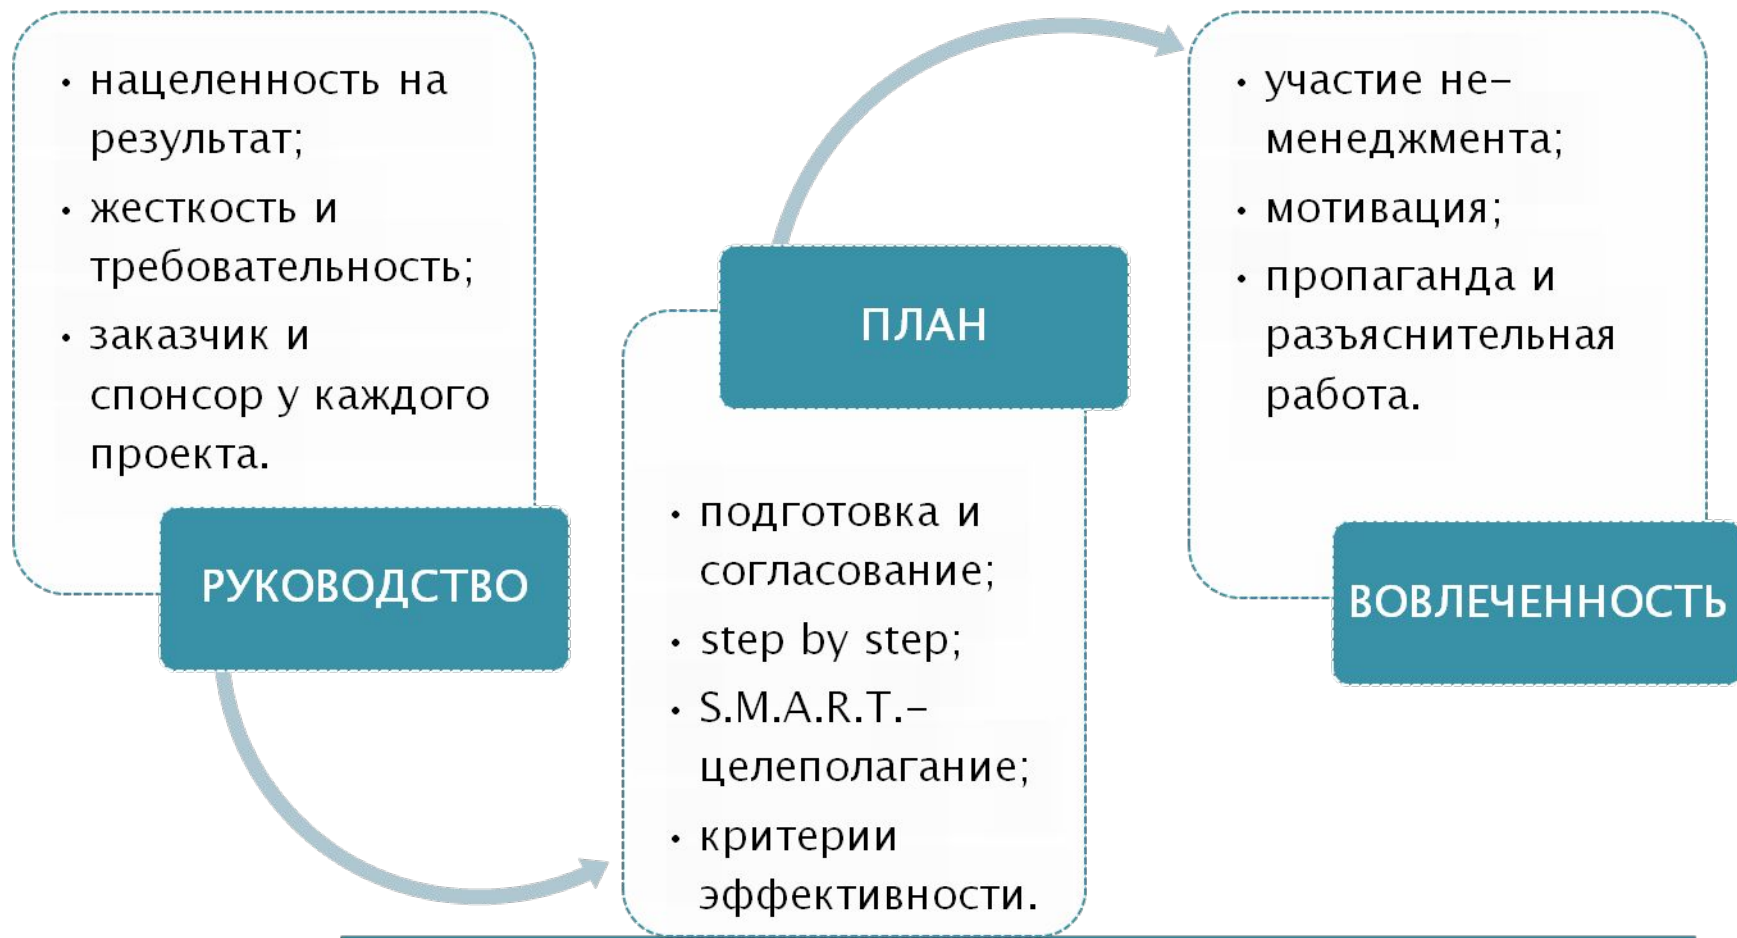 • нацеленность на
результат;
• жесткость и
требовательность;
• заказчик и
спонсор у каждого
проекта.
РУКОВОДСТВО
ПЛАН
• подготовка и
согласование;
• step by step;
• S.M.A.R.T.–
целеполагание;
• критерии
эффективности.
• участие не–
менеджмента;
• мотивация;
• пропаганда и
разъяснительная
работа.
ВОВЛЕЧЕННОСТЬ